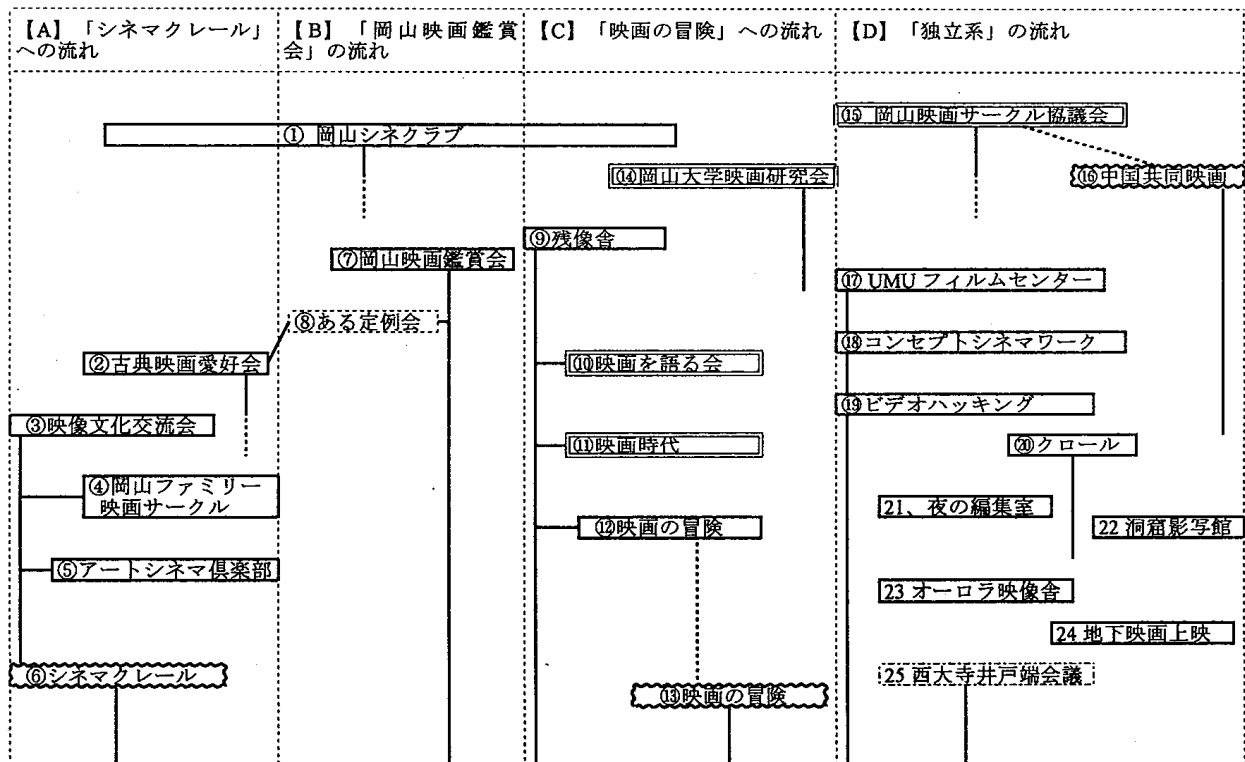 【A】「シネマクレール」
への流れ
【B】「岡山映画鑑賞
会」の流れ
【C】「映画の冒険」への流れ
【D】「独立系」の流れ
① 岡山シネクラブ
⑮ 岡山映画サークル協議会
⑭岡山大学映画研究会
⑯中国共同映画
⑨残像舎
⑦岡山映画鑑賞会
⑰ UMU フィルムセンター
⑧ある定例会
⑱コンセプトシネマワーク
②古典映画愛好会
⑩映画を語る会
③映像文化交流会
⑲ビデオハッキング
⑪映画時代
⑳クロール
④岡山ファミリー
映画サークル
21、夜の編集室
⑫映画の冒険
22 洞窟影写館
⑤アートシネマ倶楽部
23 オーロラ映像舎
24 地下映画上映
⑥シネマクレール
25 西大寺井戸端会議
⑬映画の冒険